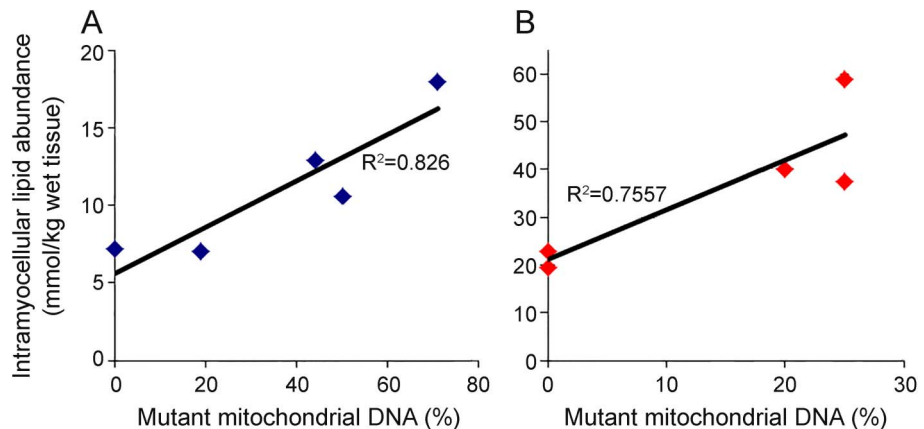 A
B
Intramyocellular lipid abundance
(mmol/kg wet tissue)
20
15
10
5
0
R²=0.826
0
20
40
60
80
Mutant mitochondrial DNA (%)
60
50
40
30
20
10
0
R²=0.7557
0
10
20
30
Mutant mitochondrial DNA (%)